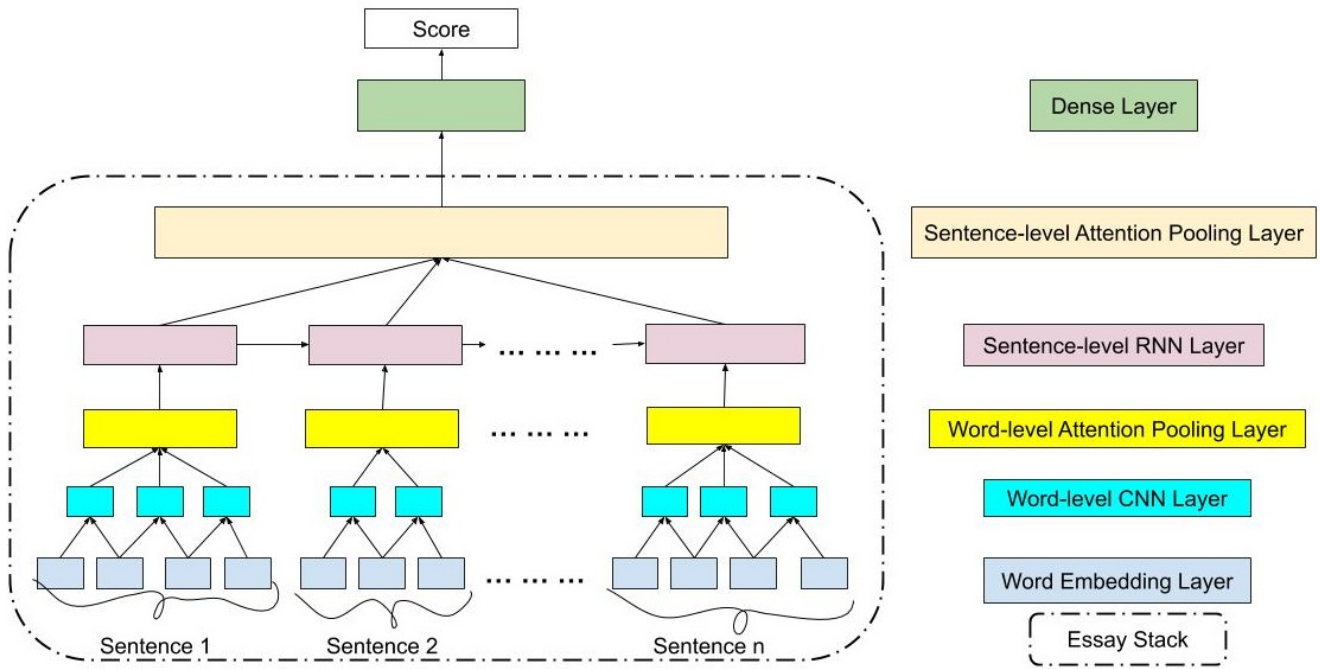 Score
Dense Layer
Sentence-level Attention Pooling Layer
Sentence-level RNN Layer
... ... ...
Word-level Attention Pooling Layer
... ... ...
Word-level CNN Layer
Word Embedding Layer
... ... ...
Sentence 1
Sentence 2
Sentence n
Essay Stack